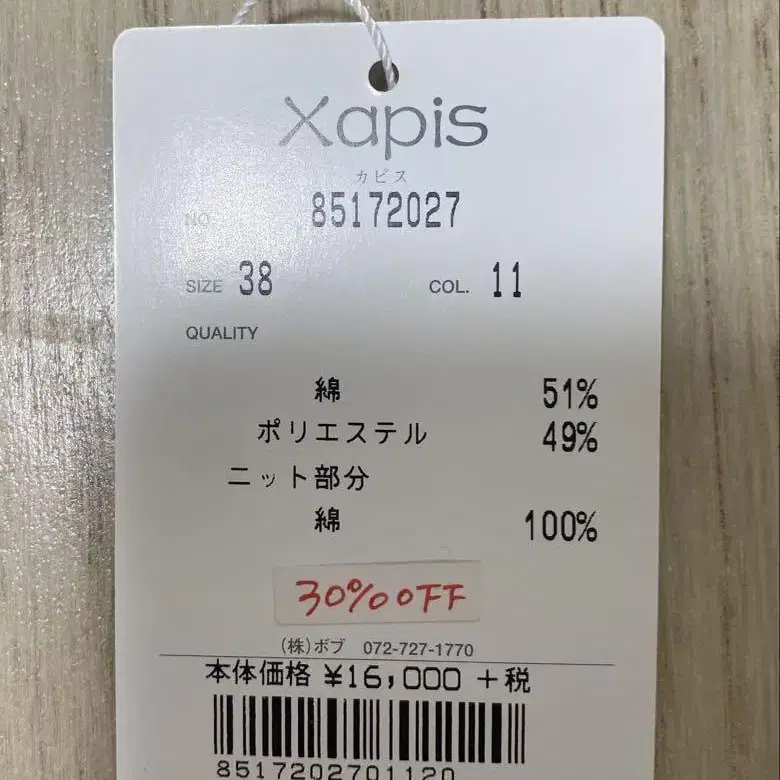 Xapis
カピス
NO. 85172027
SIZE 38 COL. 11
QUALITY
綿 51%
ポリエステル 49%
ニット部分
綿 100%
30%OFF
(株)ボブ 072-727-1770
本体価格 ¥16,000 +税
8517202701120